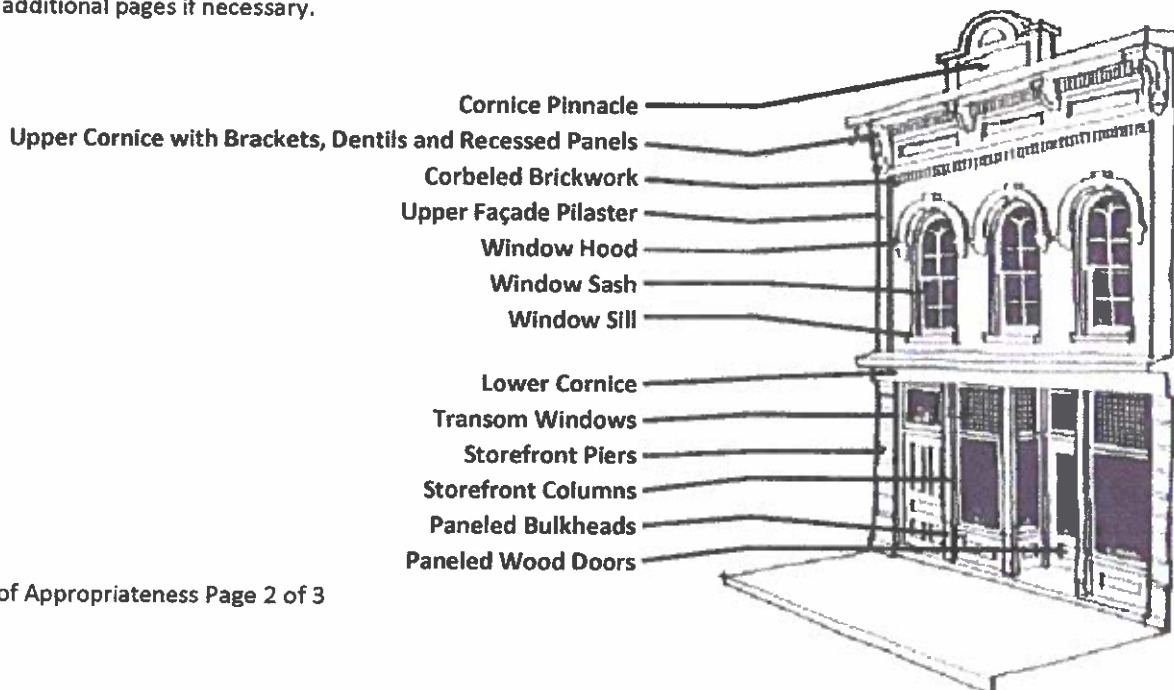 additional pages if necessary.
Cornice Pinnacle
Upper Cornice with Brackets, Dentils and Recessed Panels
Corbeled Brickwork
Upper Façade Pilaster
Window Hood
Window Sash
Window Sill
Lower Cornice
Transom Windows
Storefront Piers
Storefront Columns
Paneled Bulkheads
Paneled Wood Doors
of Appropriateness Page 2 of 3